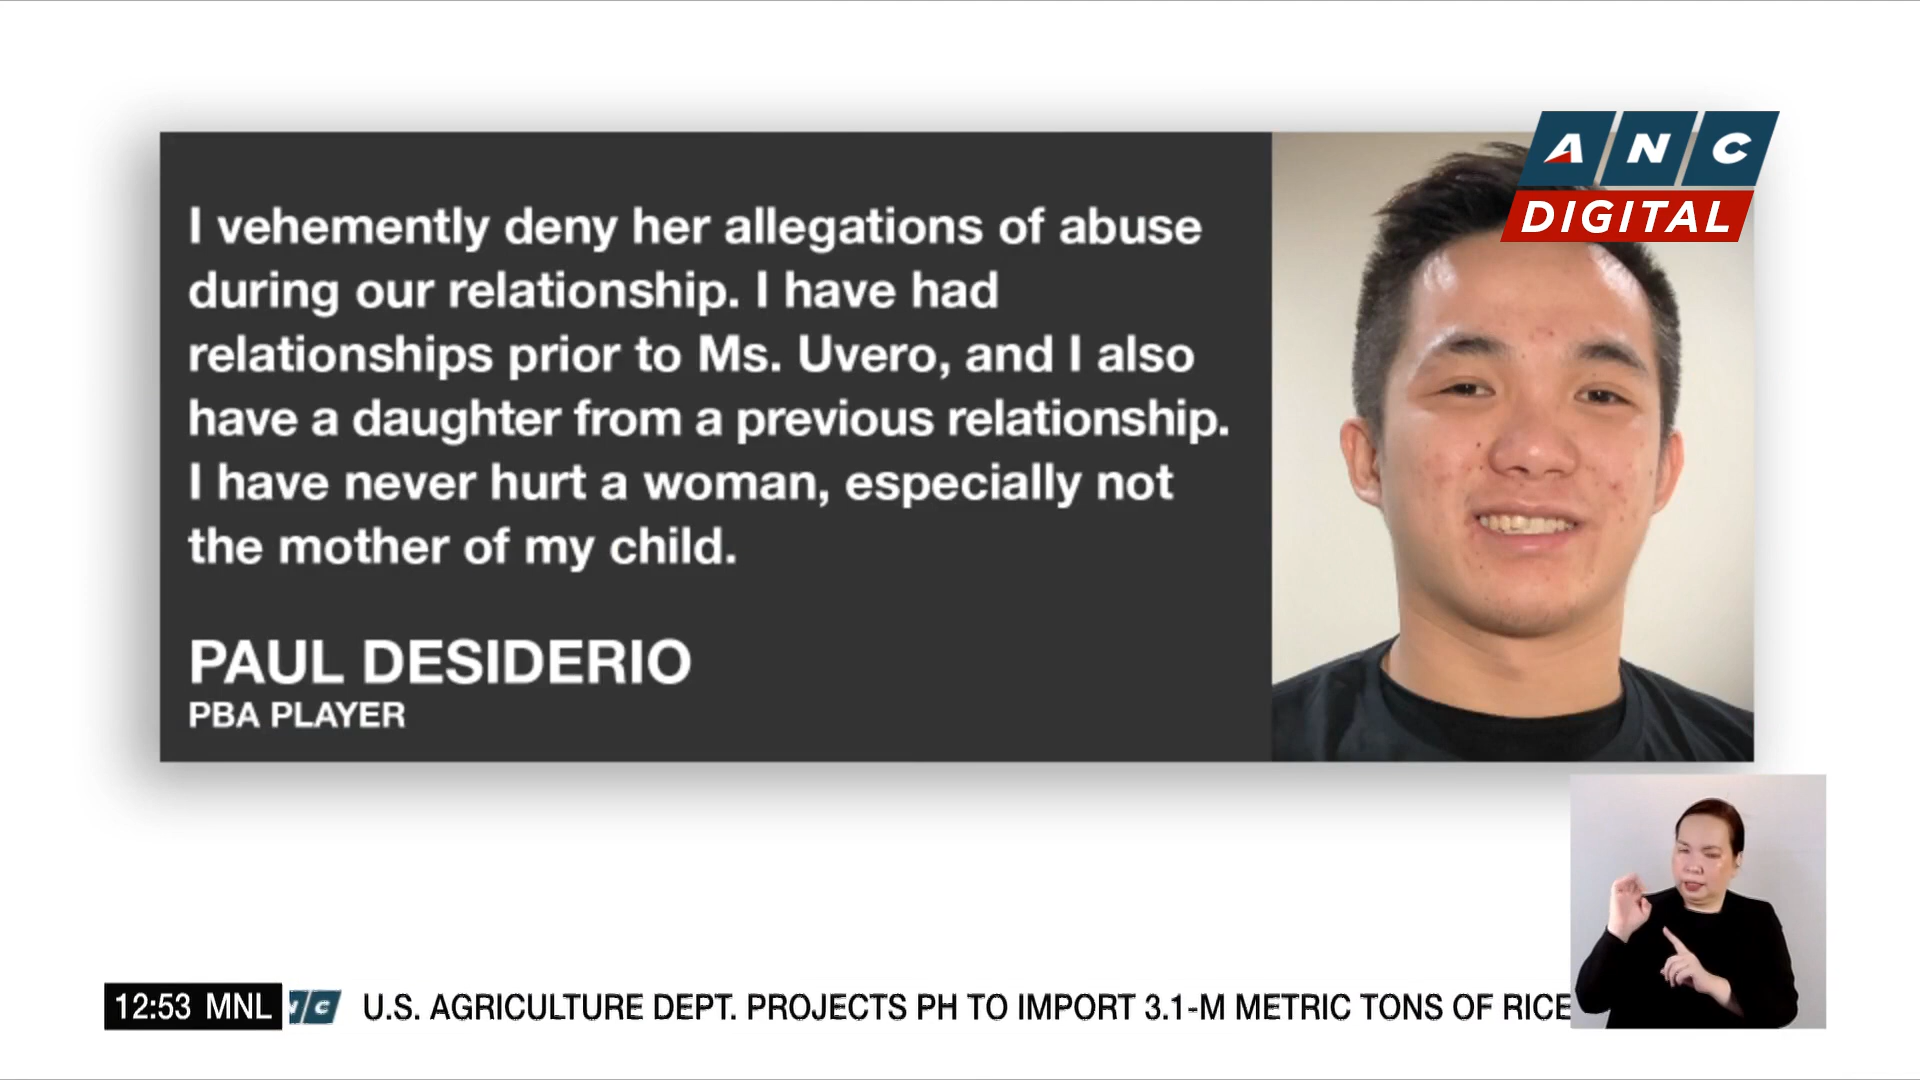 ANC
DIGITAL
I vehemently deny her allegations of abuse
during our relationship. I have had
relationships prior to Ms. Uvero, and I also
have a daughter from a previous relationship.
I have never hurt a woman, especially not
the mother of my child.
PAUL DESIDERIO
PBA PLAYER
12:53 MNL NC U.S. AGRICULTURE DEPT. PROJECTS PH TO IMPORT 3.1-M METRIC TONS OF RICE